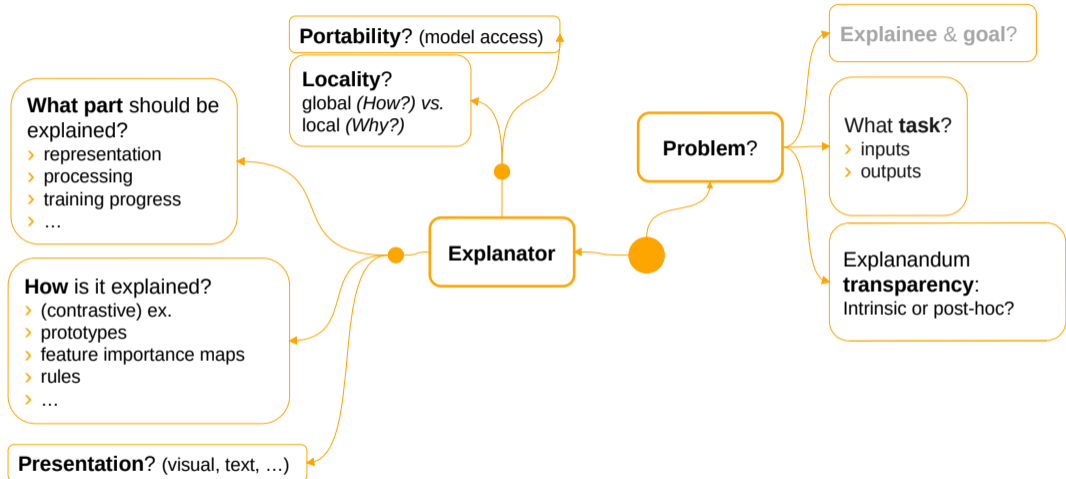 Portability? (model access)
Locality?
global (How?) vs.
local (Why?)
What part should be
explained?
› representation
› processing
› training progress
› …
How is it explained?
› (contrastive) ex.
› prototypes
› feature importance maps
› rules
› …
Presentation? (visual, text, …)
Explanator
Problem?
Explainee & goal?
What task?
› inputs
› outputs
Explanandum
transparency:
Intrinsic or post-hoc?